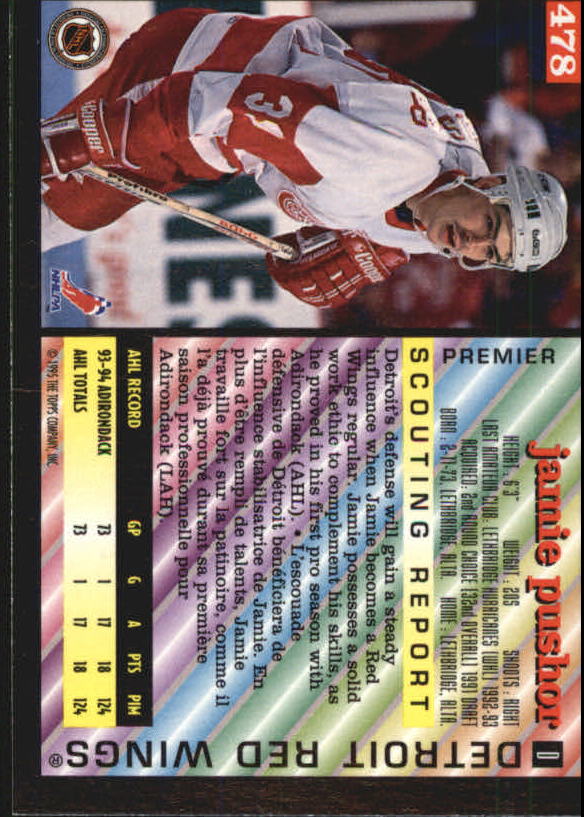 478
PREMIER
jamie pushor
D
HEIGHT: 6'3" WEIGHT: 205 SHOOTS: RIGHT
LAST AMATEUR CLUB: LETHBRIDGE HURRICANES (WHL) 1992-93
ACQUIRED: 2nd ROUND CHOICE (32nd OVERALL) 1991 DRAFT
BORN: 2-11-73, LETHBRIDGE, ALTA. HOME: LETHBRIDGE, ALTA.
SCOUTING REPORT
Detroit's defense will gain a steady
influence when Jamie becomes a Red
Wings regular. Jamie possesses a solid
work ethic to complement his skills, as
he proved in his first pro season with
Adirondack (AHL). • L'escouade
défensive de Détroit bénéficiera de
l'influence stabilisatrice de Jamie. En
plus d'être rempli de talents, Jamie
travaille fort sur la patinoire, comme il
l'a déjà prouvé durant sa première
saison professionnelle pour
Adirondack (LAH)
AHL RECORD GP G A PTS PIM
93-94 ADIRONDACK 73 1 17 18 124
AHL TOTALS 73 1 17 18 124
© 1995 THE TOPPS COMPANY, INC.
DETROIT RED WINGS®
NHL
NHLPA
Cooper
Cooper
3